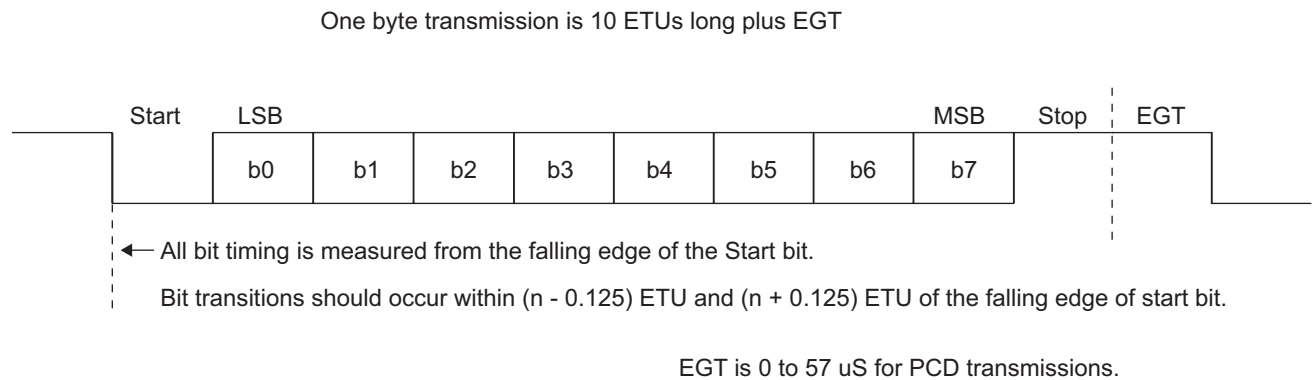 One byte transmission is 10 ETUs long plus EGT
Start LSB MSB Stop EGT
b0 b1 b2 b3 b4 b5 b6 b7
All bit timing is measured from the falling edge of the Start bit.
Bit transitions should occur within (n - 0.125) ETU and (n + 0.125) ETU of the falling edge of start bit.
EGT is 0 to 57 uS for PCD transmissions.